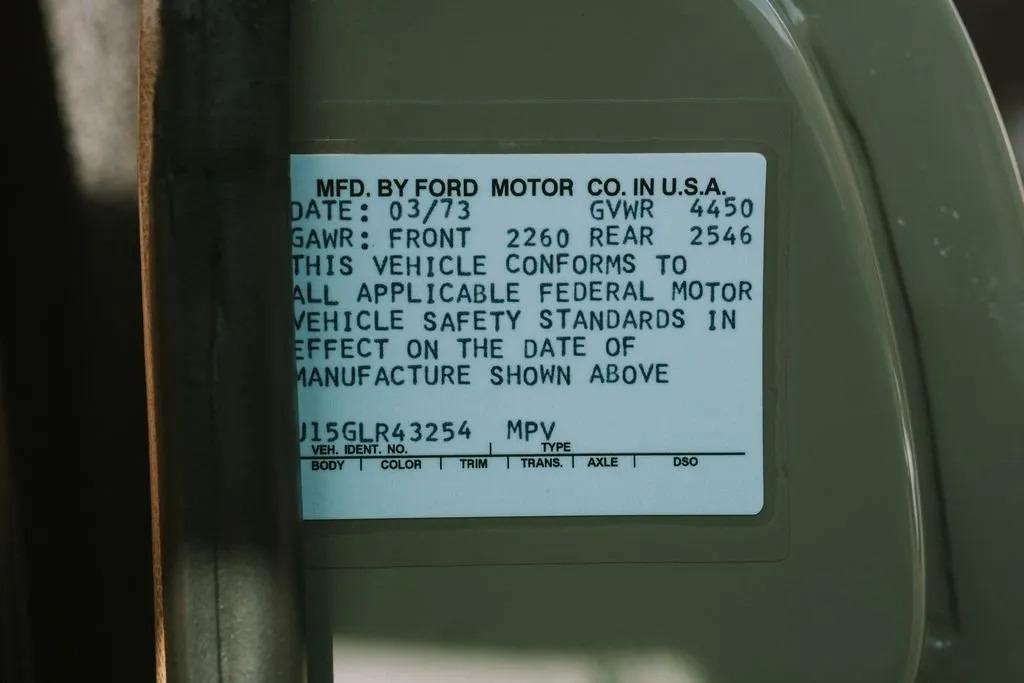 MFD. BY FORD MOTOR CO. IN U.S.A.
DATE: 03/73 GVWR 4450
GAWR: FRONT 2260 REAR 2546
THIS VEHICLE CONFORMS TO
ALL APPLICABLE FEDERAL MOTOR
VEHICLE SAFETY STANDARDS IN
EFFECT ON THE DATE OF
MANUFACTURE SHOWN ABOVE
U15GLR43254 MPV
VEH. IDENT. NO. TYPE
BODY COLOR TRIM TRANS. AXLE DSO